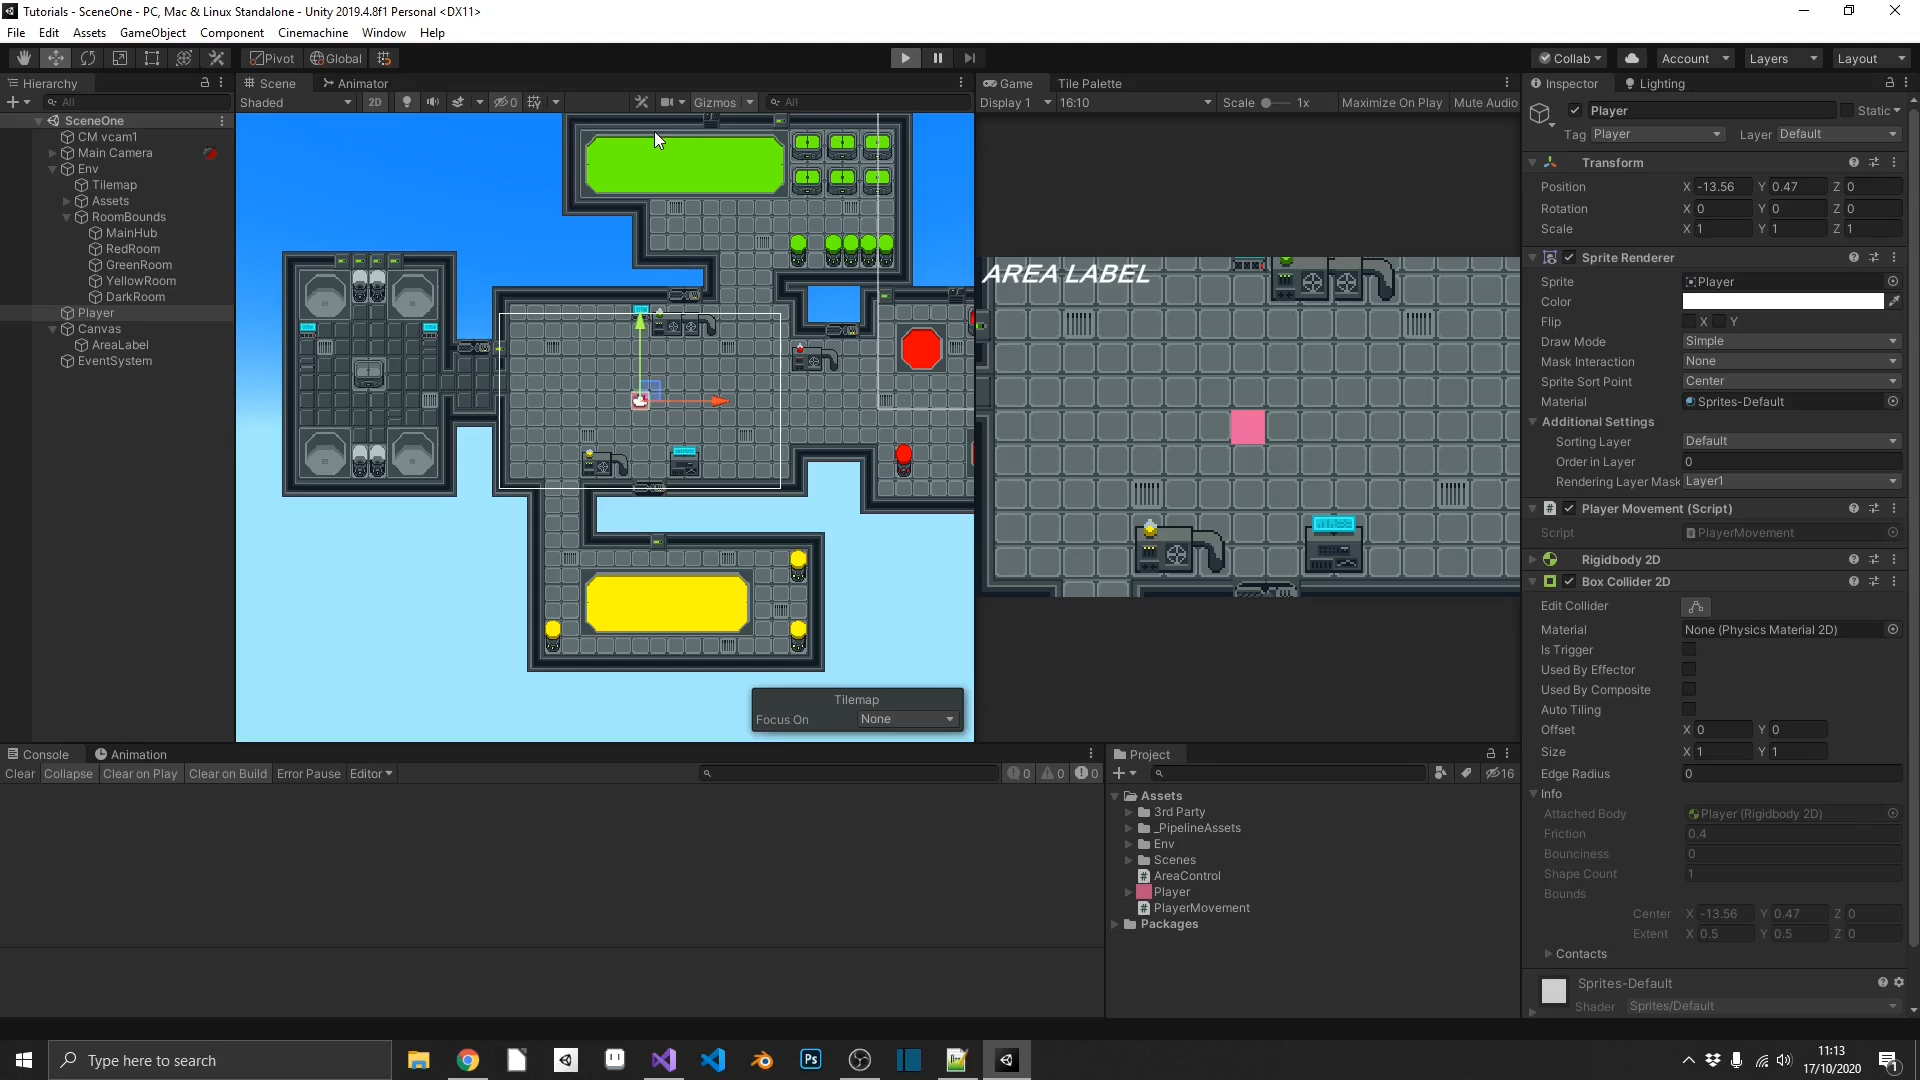 Tutorials - SceneOne - PC, Mac & Linux Standalone - Unity 2019.4.8f1 Personal <DX11>
File Edit Assets GameObject Component Cinemachine Window Help
Pivot Global Collab Account Layers Layout
Hierarchy
All
SceneOne
CM vcam1
Main Camera
Env
Tilemap
Assets
RoomBounds
MainHub
RedRoom
GreenRoom
YellowRoom
DarkRoom
Player
Canvas
AreaLabel
EventSystem
Scene Animator
Shaded 2D 0 Gizmos All
Tilemap
Focus On None
Game Tile Palette
Display 1 16:10 Scale 1x Maximize On Play Mute Audio
AREA LABEL
Inspector Lighting
Player Static
Tag Player Layer Default
Transform
Position X -13.56 Y 0.47 Z 0
Rotation X 0 Y 0 Z 0
Scale X 1 Y 1 Z 1
Sprite Renderer
Sprite Player
Color
Flip X Y
Draw Mode Simple
Mask Interaction None
Sprite Sort Point Center
Material Sprites-Default
Additional Settings
Sorting Layer Default
Order in Layer 0
Rendering Layer Mask Layer1
Player Movement (Script)
Script PlayerMovement
Rigidbody 2D
Box Collider 2D
Edit Collider
Material None (Physics Material 2D)
Is Trigger
Used By Effector
Used By Composite
Auto Tiling
Offset X 0 Y 0
Size X 1 Y 1
Edge Radius 0
Info
Attached Body Player (Rigidbody 2D)
Friction 0.4
Bounciness 0
Shape Count 1
Bounds
Center X -13.56 Y 0.47 Z 0
Extent X 0.5 Y 0.5 Z 0
Contacts
Sprites-Default
Shader Sprites/Default
Console Animation
Clear Collapse Clear on Play Clear on Build Error Pause Editor 0 0 0
Project
16
Assets
3rd Party
_PipelineAssets
Env
Scenes
AreaControl
Player
PlayerMovement
Packages
Type here to search
Ps
11:13
17/10/2020
1